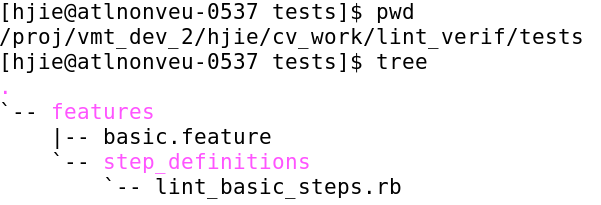 [hjie@atlnonveu-0537 tests]$ pwd
/proj/vmt_dev_2/hjie/cv_work/lint_verif/tests
[hjie@atlnonveu-0537 tests]$ tree
.
`-- features
    |-- basic.feature
    `-- step_definitions
        `-- lint_basic_steps.rb